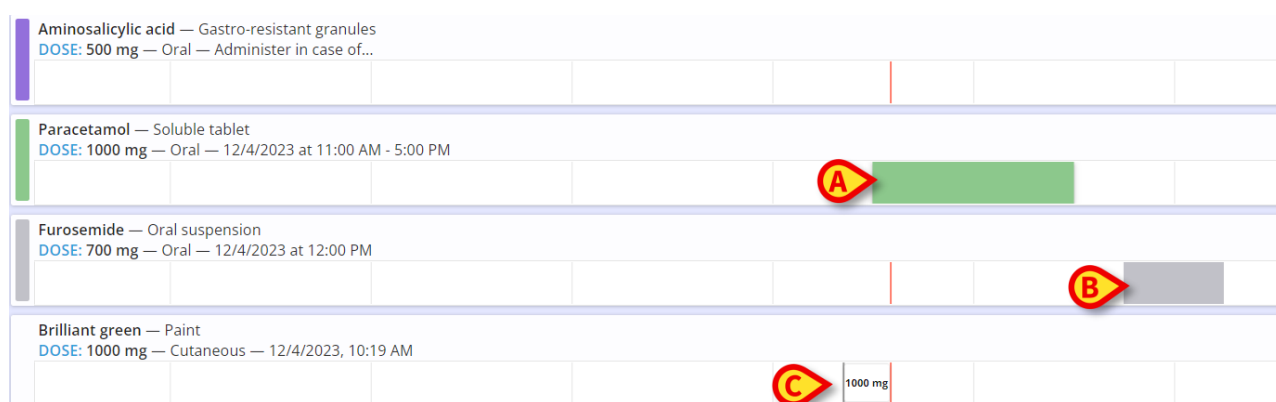 Aminosalicylic acid — Gastro-resistant granules
DOSE: 500 mg — Oral — Administer in case of...
Paracetamol — Soluble tablet
DOSE: 1000 mg — Oral — 12/4/2023 at 11:00 AM - 5:00 PM
A
Furosemide — Oral suspension
DOSE: 700 mg — Oral — 12/4/2023 at 12:00 PM
B
Brilliant green — Paint
DOSE: 1000 mg — Cutaneous — 12/4/2023, 10:19 AM
C 1000 mg